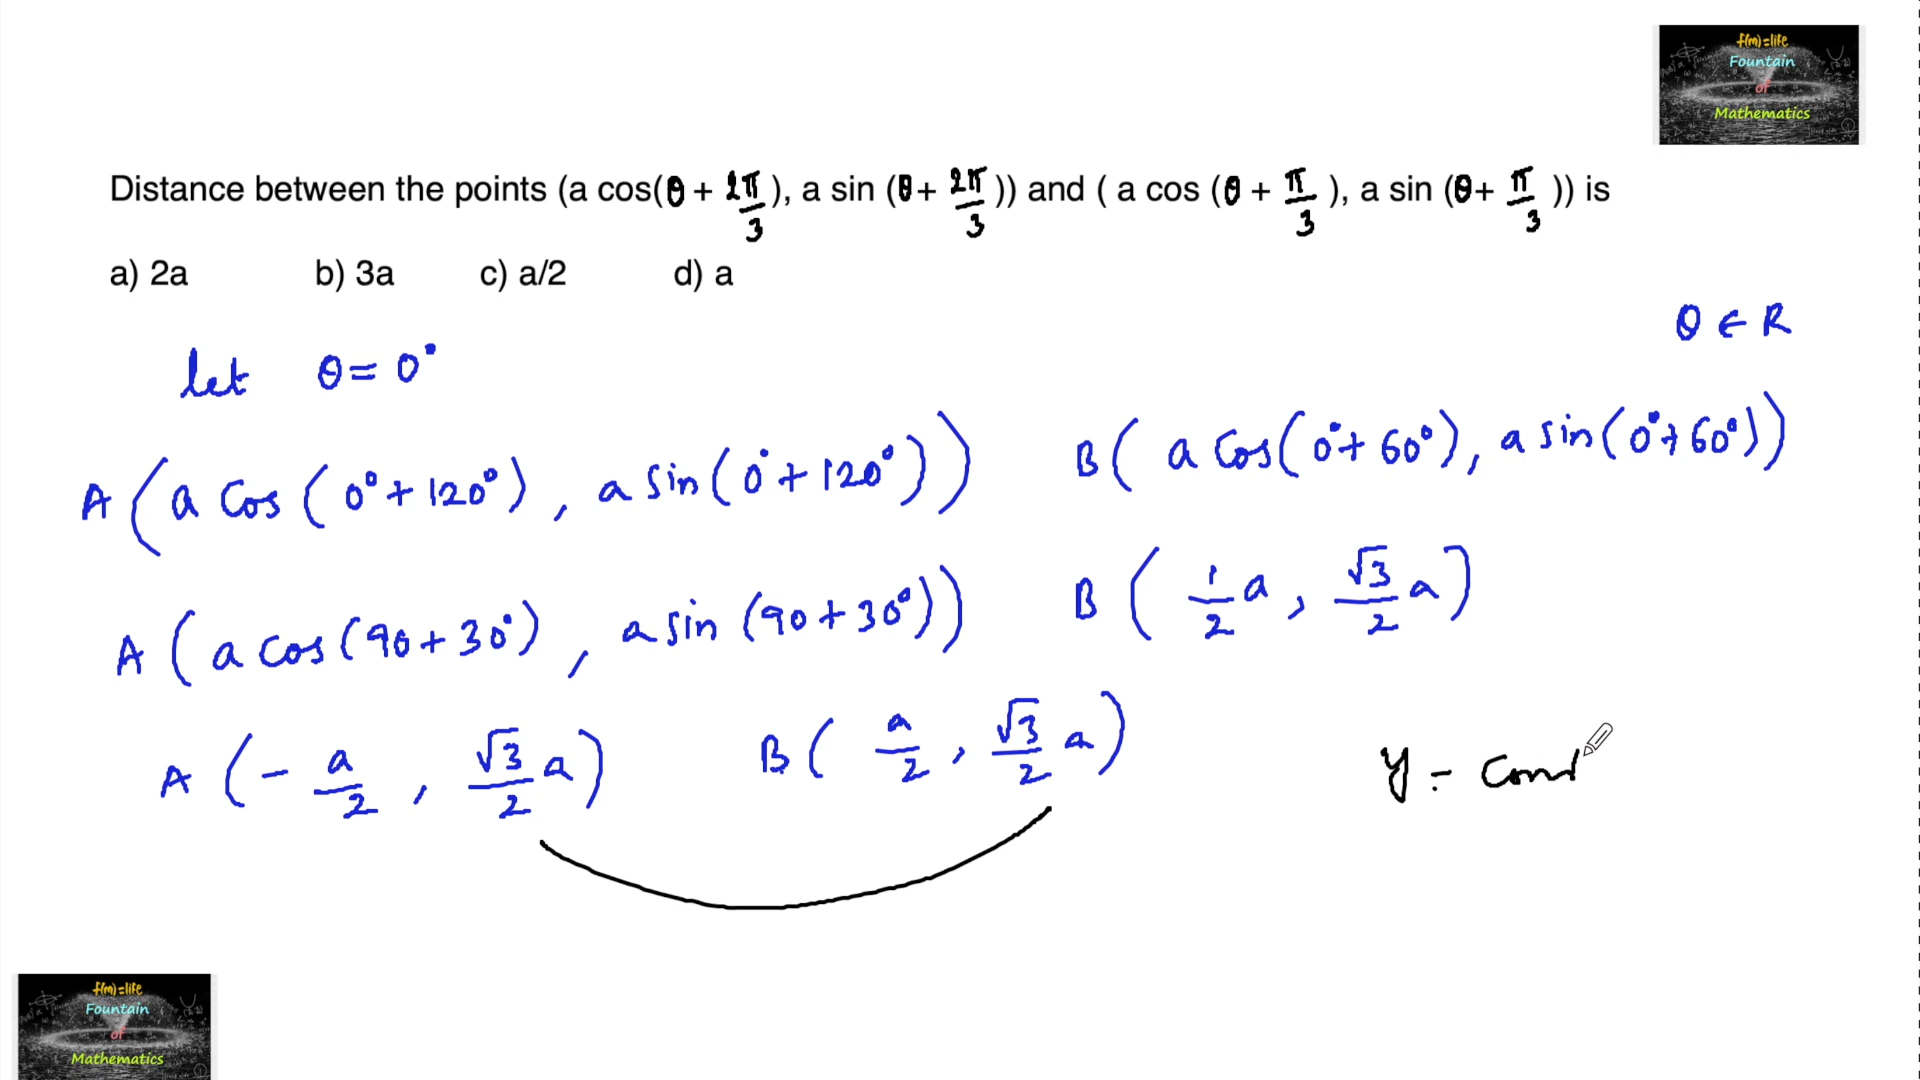 f(m)=life
Fountain
of
Mathematics
Distance between the points (a cos(θ + 2π/3), a sin (θ + 2π/3)) and ( a cos (θ + π/3 ), a sin (θ+ π/3 )) is
a) 2a b) 3a c) a/2 d) a
θ ∈ R
let θ = 0°
A ( a cos ( 0° + 120° ) , a sin ( 0° + 120° ) ) B ( a cos ( 0° + 60° ) , a sin ( 0° + 60° ) )
A ( a cos ( 90 + 30° ) , a sin ( 90 + 30° ) ) B ( 1/2 a , √3/2 a )
A ( - a/2 , √3/2 a ) B ( a/2 , √3/2 a ) y =
f(m)=life
Fountain
of
Mathematics